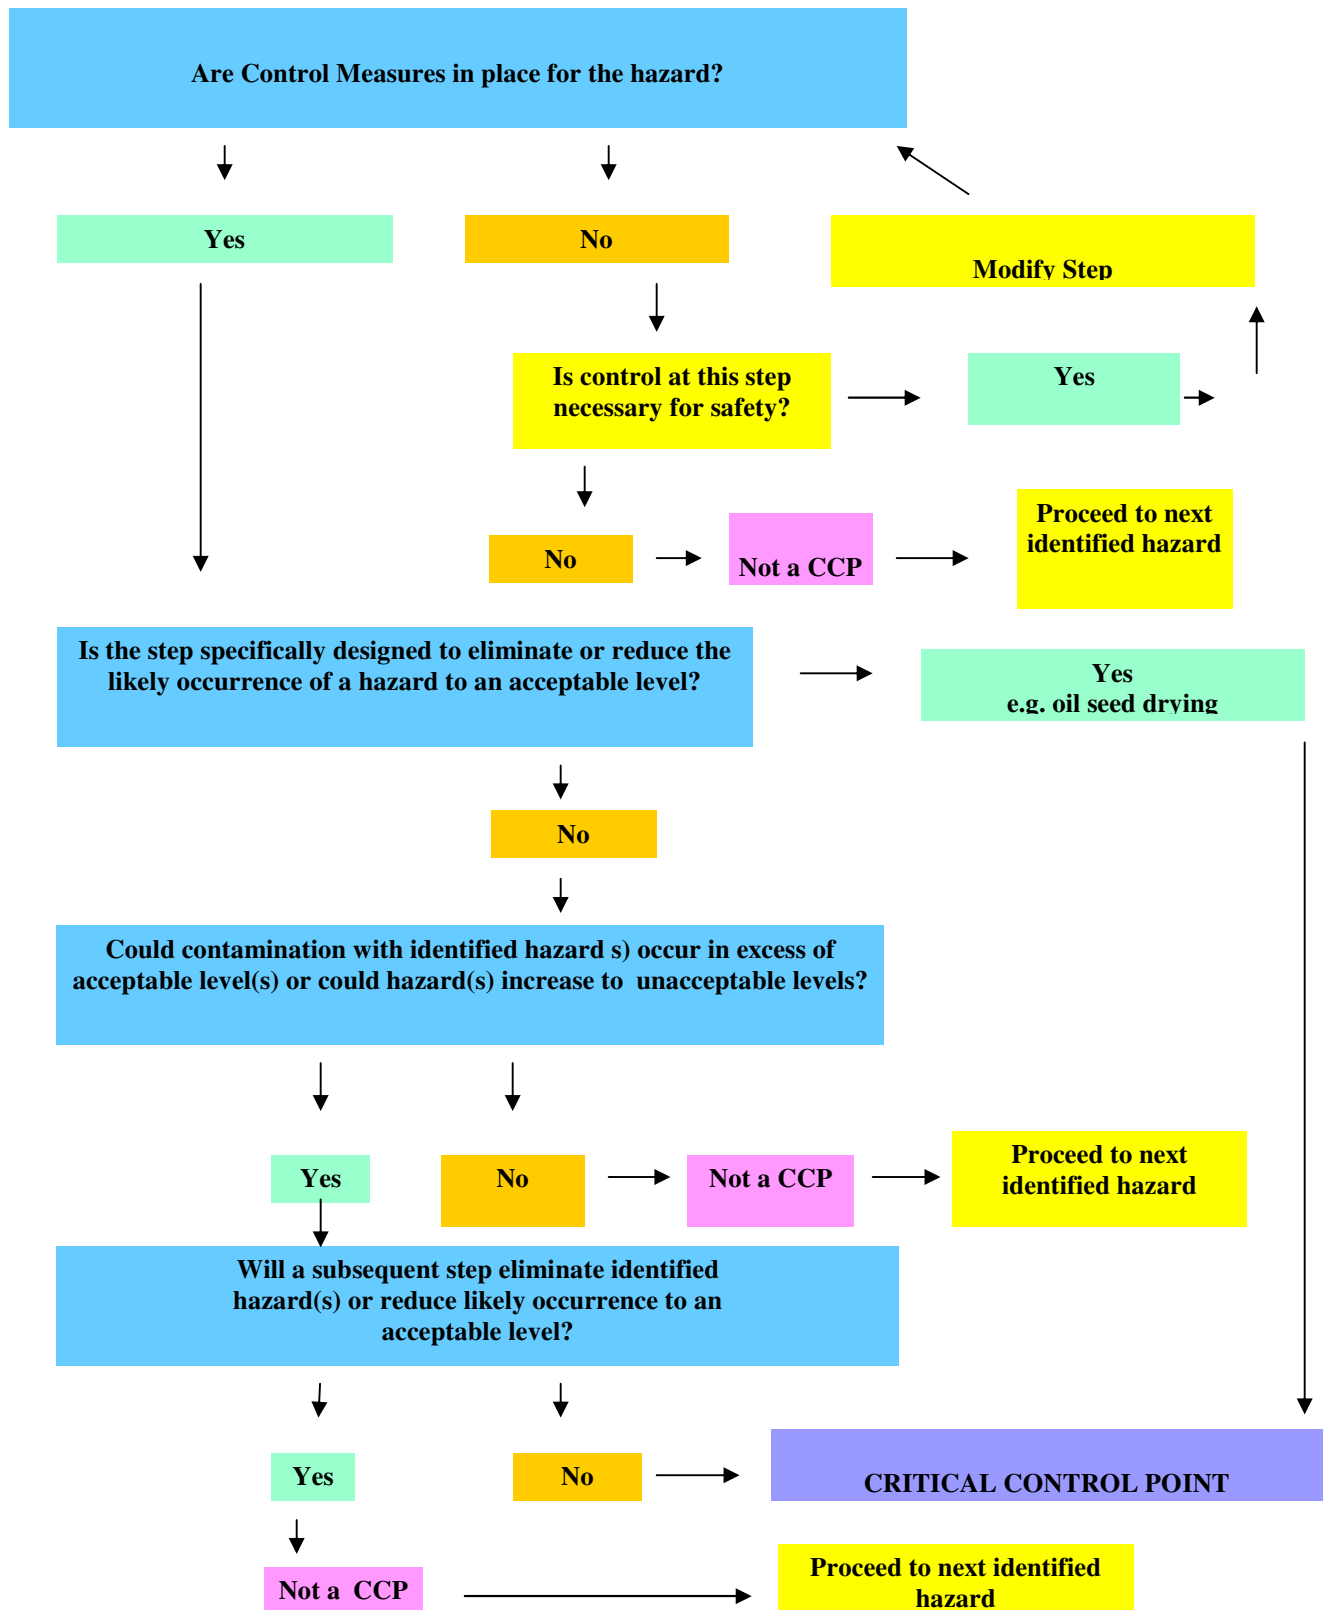 Are Control Measures in place for the hazard?
Yes
No
Modify Step
Is control at this step
necessary for safety?
Yes
Proceed to next
identified hazard
No
Not a CCP
Is the step specifically designed to eliminate or reduce the
likely occurrence of a hazard to an acceptable level?
Yes
e.g. oil seed drying
No
Could contamination with identified hazard s) occur in excess of
acceptable level(s) or could hazard(s) increase to unacceptable levels?
Yes
No
Not a CCP
Proceed to next
identified hazard
Will a subsequent step eliminate identified
hazard(s) or reduce likely occurrence to an
acceptable level?
Yes
No
CRITICAL CONTROL POINT
Not a CCP
Proceed to next identified
hazard